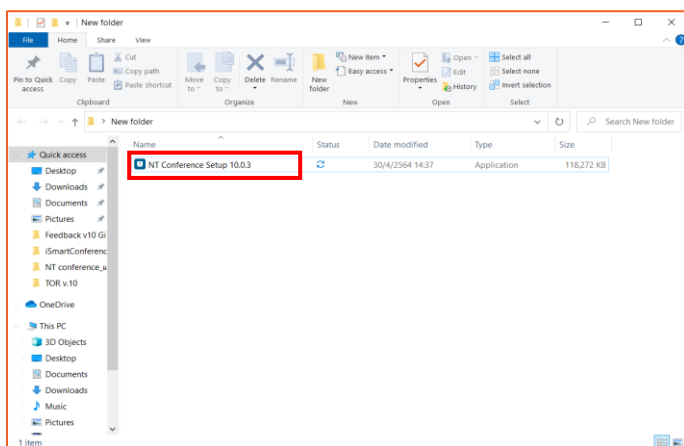 New folder
File Home Share View
Pin to Quick access
Copy
Paste
Cut
Copy path
Paste shortcut
Clipboard
Move to
Copy to
Delete
Rename
Organize
New folder
New item
Easy access
New
Properties
Open
Edit
History
Open
Select all
Select none
Invert selection
Select
New folder
Search New folder
Name Status Date modified Type Size
NT Conference Setup 10.0.3 30/4/2564 14:37 Application 118,272 KB
Quick access
Desktop
Downloads
Documents
Pictures
Feedback v10 Gi
iSmartConferenc
NT conference_
TOR v.10
OneDrive
This PC
3D Objects
Desktop
Documents
Downloads
Music
Pictures
1 item